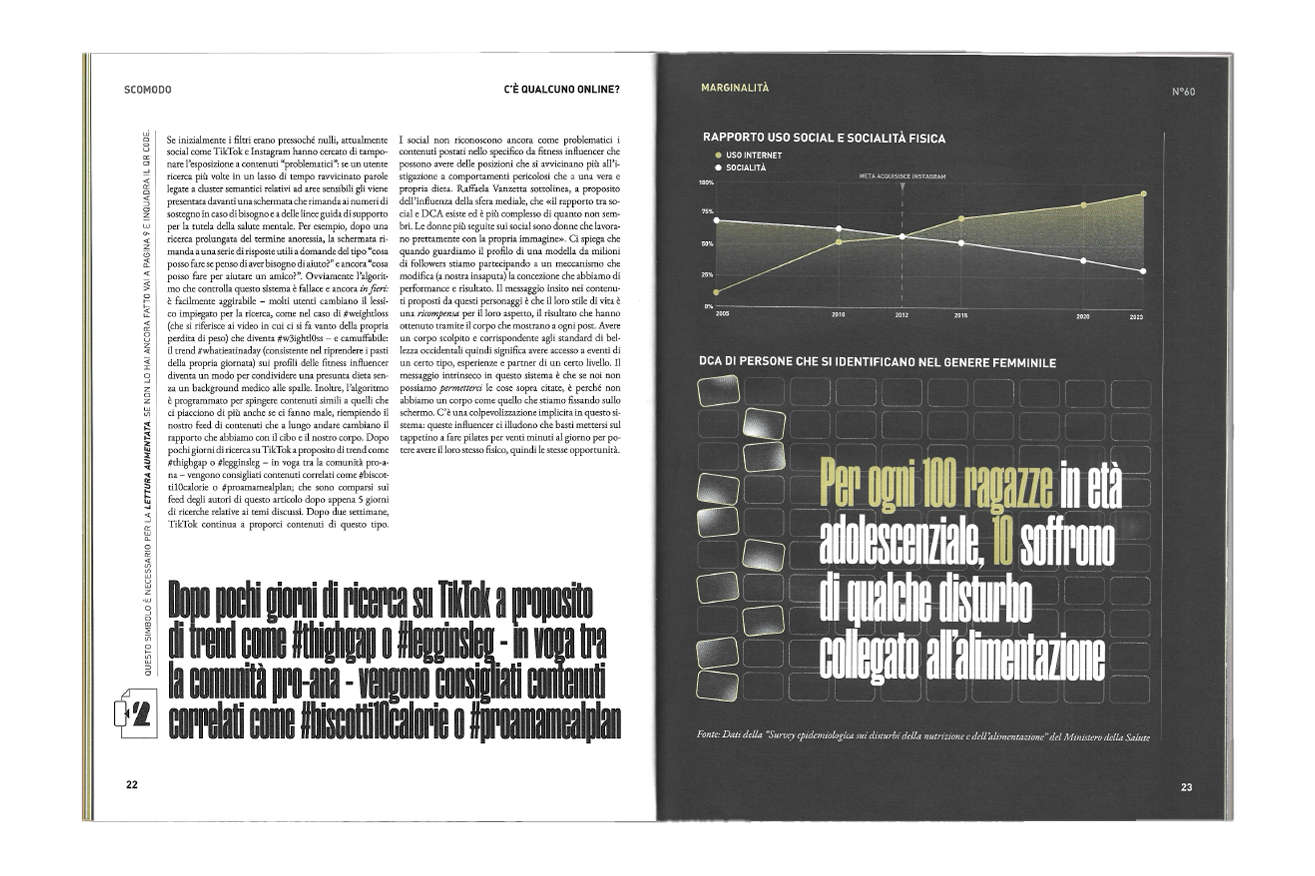 SCOMODO
C'È QUALCUNO ONLINE?
QUESTO SIMBOLO È NECESSARIO PER LA LETTURA AUMENTATA. SE NON LO HAI ANCORA FATTO VAI A PAGINA 9 E INQUADRA IL QR CODE.
Se inizialmente i filtri erano pressoché nulli, attualmente
social come TikTok e Instagram hanno cercato di tampo-
nare l'esposizione a contenuti "problematici": se un utente
ricerca più volte in un lasso di tempo ravvicinato parole
legate a cluster semantici relativi ad aree sensibili gli viene
presentata davanti una schermata che rimanda ai numeri di
sostegno in caso di bisogno e a delle linee guida di supporto
per la tutela della salute mentale. Per esempio, dopo una
ricerca prolungata del termine anoressia, la schermata ri-
manda a una serie di risposte utili a domande del tipo "cosa
posso fare se penso di aver bisogno di aiuto?" e ancora "cosa
posso fare per aiutare un amico?". Ovviamente l'algorit-
mo che controlla questo sistema è fallace e ancora in fieri:
è facilmente aggirabile – molti utenti cambiano il lessi-
co impiegato per la ricerca, come nel caso di #weightloss
(che si riferisce ai video in cui ci si fa vanto della propria
perdita di peso) che diventa #w3ightl0ss – e camuffabile:
il trend #whatieatinaday (consistente nel riprendere i pasti
della propria giornata) sui profili delle fitness influencer
diventa un modo per condividere una presunta dieta sen-
za un background medico alle spalle. Inoltre, l'algoritmo
è programmato per spingere contenuti simili a quelli che
ci piacciono di più anche se ci fanno male, riempiendo il
nostro feed di contenuti che a lungo andare cambiano il
rapporto che abbiamo con il cibo e il nostro corpo. Dopo
pochi giorni di ricerca su TikTok a proposito di trend come
#thighgap o #legginsleg – in voga tra la comunità pro-a-
na – vengono consigliati contenuti correlati come #biscot-
ti10calorie o #proamamealplan; che sono comparsi sui
feed degli autori di questo articolo dopo appena 5 giorni
di ricerche relative ai temi discussi. Dopo due settimane,
TikTok continua a proporci contenuti di questo tipo.
I social non riconoscono ancora come problematici i
contenuti postati nello specifico da fitness influencer che
possono avere delle posizioni che si avvicinano più all'i-
stigazione a comportamenti pericolosi che a una vera e
propria dieta. Raffaela Vanzetta sottolinea, a proposito
dell'influenza della sfera mediale, che «il rapporto tra so-
cial e DCA esiste ed è più complesso di quanto non sem-
bri. Le donne più seguite sui social sono donne che lavora-
no prettamente con la propria immagine». Ci spiega che
quando guardiamo il profilo di una modella da milioni
di followers stiamo partecipando a un meccanismo che
modifica (a nostra insaputa) la concezione che abbiamo di
performance e risultato. Il messaggio insito nei contenu-
ti proposti da questi personaggi è che il loro stile di vita è
una ricompensa per il loro aspetto, il risultato che hanno
ottenuto tramite il corpo che mostrano a ogni post. Avere
un corpo scolpito e corrispondente agli standard di bel-
lezza occidentali quindi significa avere accesso a eventi di
un certo tipo, esperienze e partner di un certo livello. Il
messaggio intrinseco in questo sistema è che se noi non
possiamo permetterci le cose sopra citate, è perché non
abbiamo un corpo come quello che stiamo fissando sullo
schermo. C'è una colpevolizzazione implicita in questo si-
stema: queste influencer ci illudono che basti mettersi sul
tappetino a fare pilates per venti minuti al giorno per po-
tere avere il loro stesso fisico, quindi le stesse opportunità.
Dopo pochi giorni di ricerca su TikTok a proposito
di trend come #thighgap o #legginsleg - in voga tra
la comunità pro-ana - vengono consigliati contenuti
correlati come #biscotti10calorie o #proamamealplan
2
22
MARGINALITÀ
N°60
RAPPORTO USO SOCIAL E SOCIALITÀ FISICA
USO INTERNET
SOCIALITÀ
META ACQUISISCE INSTAGRAM
100%
75%
50%
25%
0%
2005 2010 2012 2015 2020 2023
DCA DI PERSONE CHE SI IDENTIFICANO NEL GENERE FEMMINILE
Per ogni 100 ragazze in età
adolescenziale, 10 soffrono
di qualche disturbo
collegato all'alimentazione
Fonte: Dati della "Survey epidemiologica sui disturbi della nutrizione e dell'alimentazione" del Ministero della Salute
23